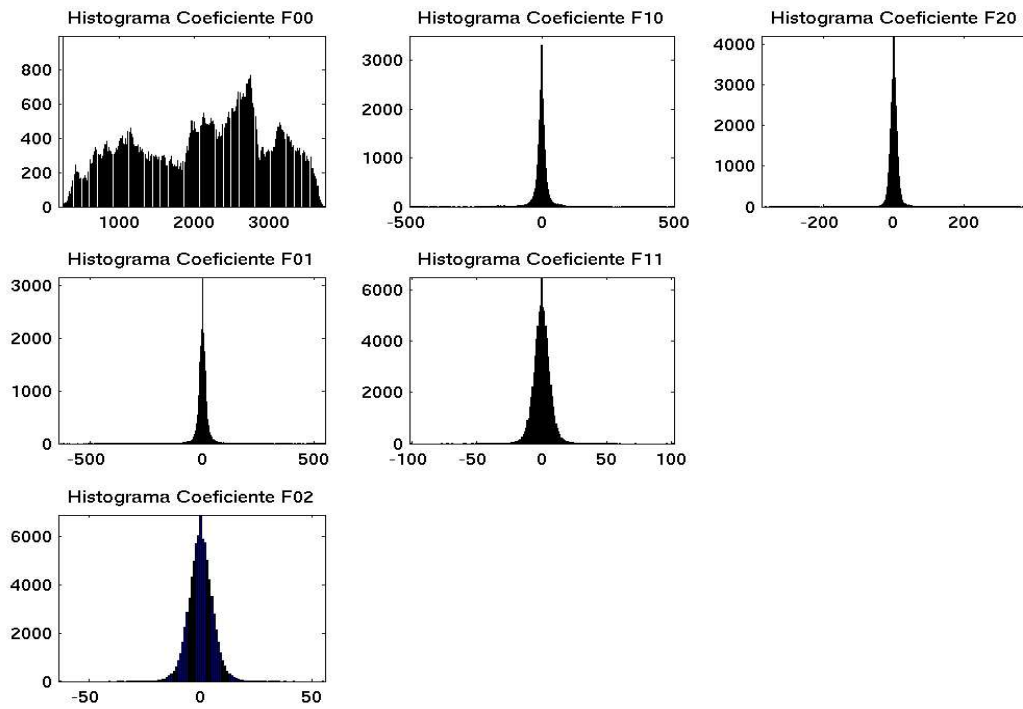 Histograma Coeficiente F00
800
600
400
200
0
1000 2000 3000
Histograma Coeficiente F10
3000
2000
1000
0
-500 0 500
Histograma Coeficiente F20
4000
3000
2000
1000
0
-200 0 200
Histograma Coeficiente F01
3000
2000
1000
0
-500 0 500
Histograma Coeficiente F11
6000
4000
2000
0
-100 -50 0 50 100
Histograma Coeficiente F02
6000
4000
2000
0
-50 0 50